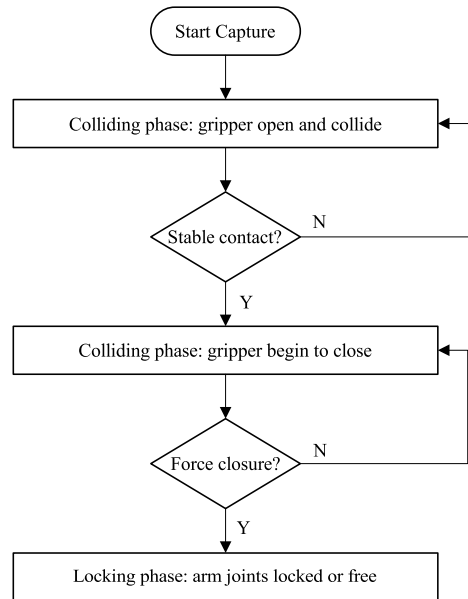 Start Capture
Colliding phase: gripper open and collide
Stable contact?
N
Y
Colliding phase: gripper begin to close
Force closure?
N
Y
Locking phase: arm joints locked or free